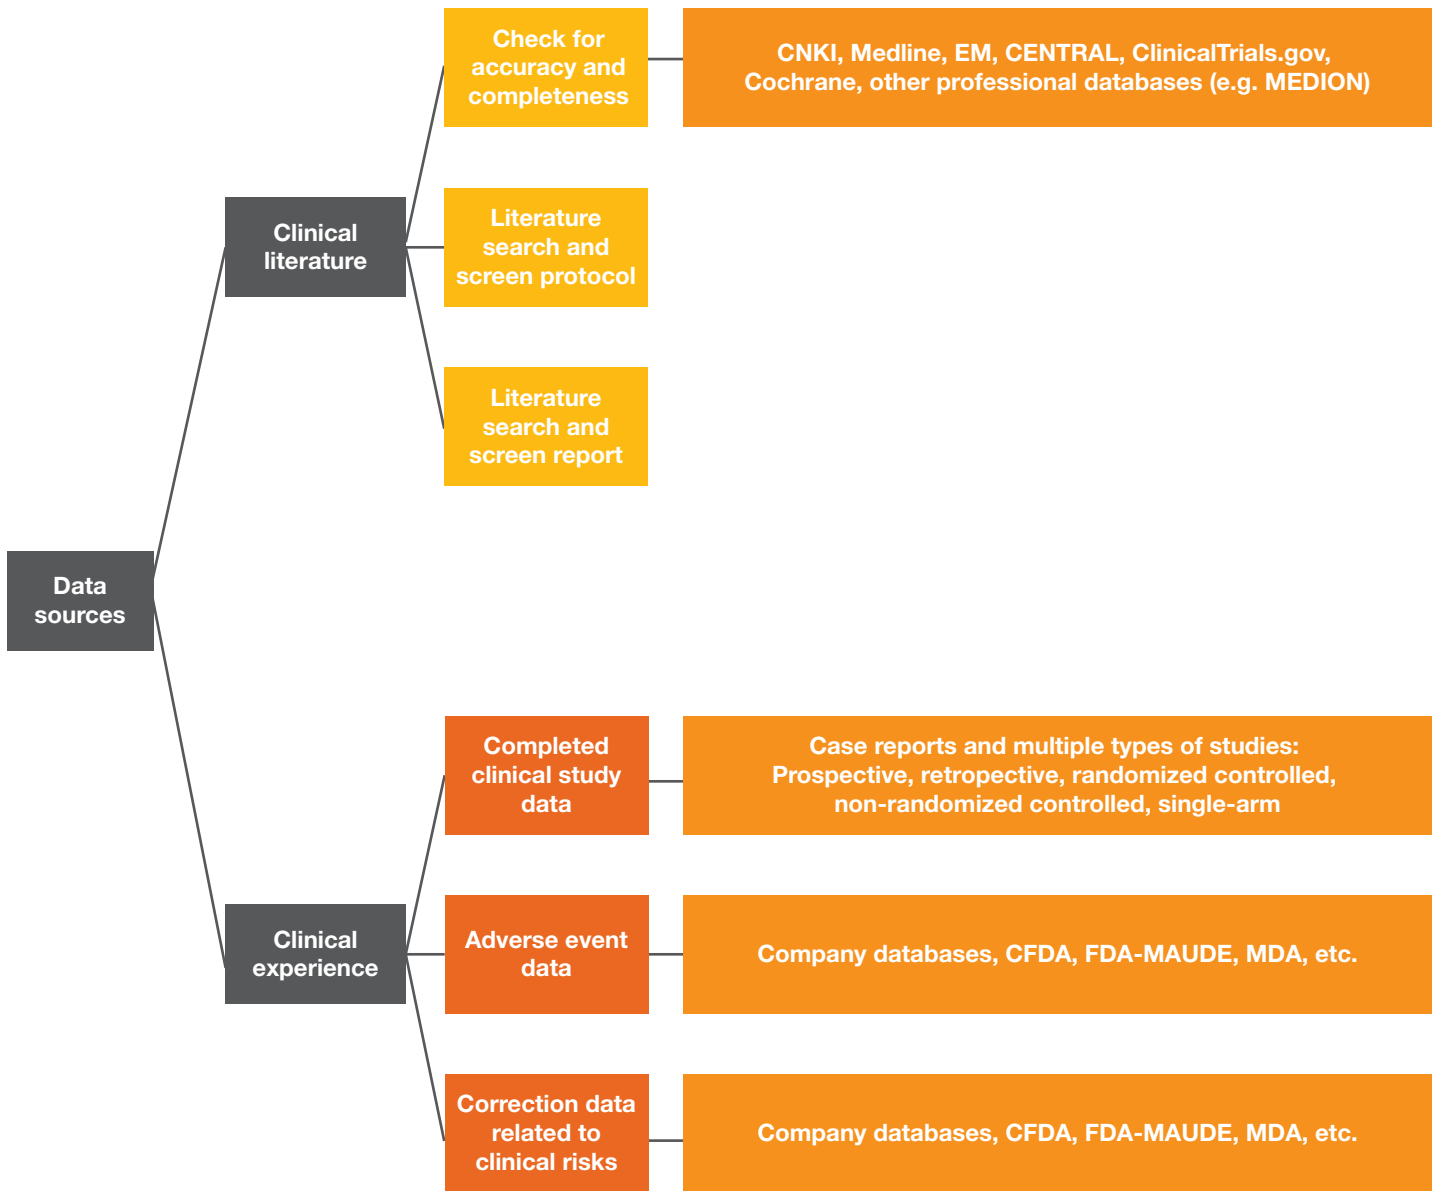 Check for
accuracy and
completeness
CNKI, Medline, EM, CENTRAL, ClinicalTrials.gov,
Cochrane, other professional databases (e.g. MEDION)
Clinical
literature
Literature
search and
screen protocol
Literature
search and
screen report
Data
sources
Completed
clinical study
data
Case reports and multiple types of studies:
Prospective, retropective, randomized controlled,
non-randomized controlled, single-arm
Clinical
experience
Adverse event
data
Company databases, CFDA, FDA-MAUDE, MDA, etc.
Correction data
related to
clinical risks
Company databases, CFDA, FDA-MAUDE, MDA, etc.